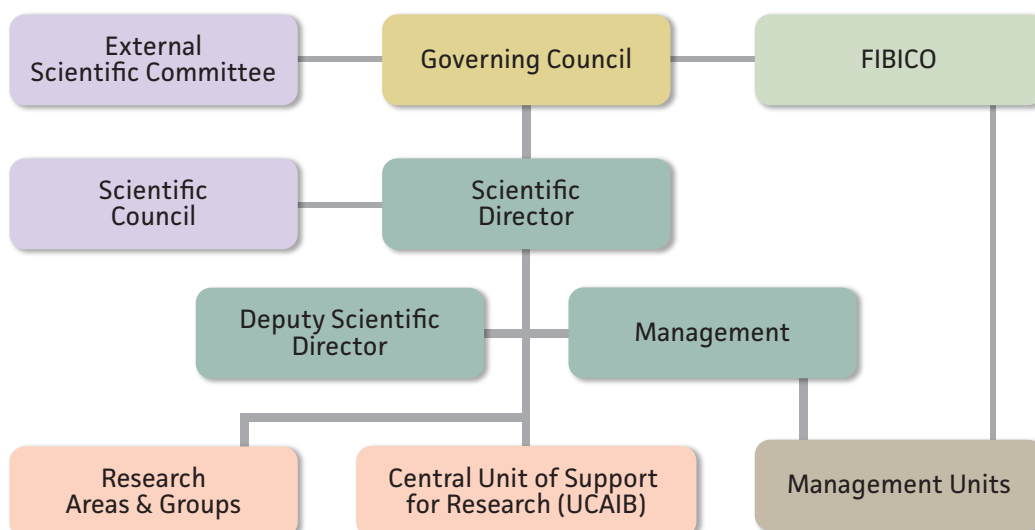 External
Scientific Committee
Governing Council
FIBICO
Scientific
Council
Scientific
Director
Deputy Scientific
Director
Management
Research
Areas & Groups
Central Unit of Support
for Research (UCAIB)
Management Units